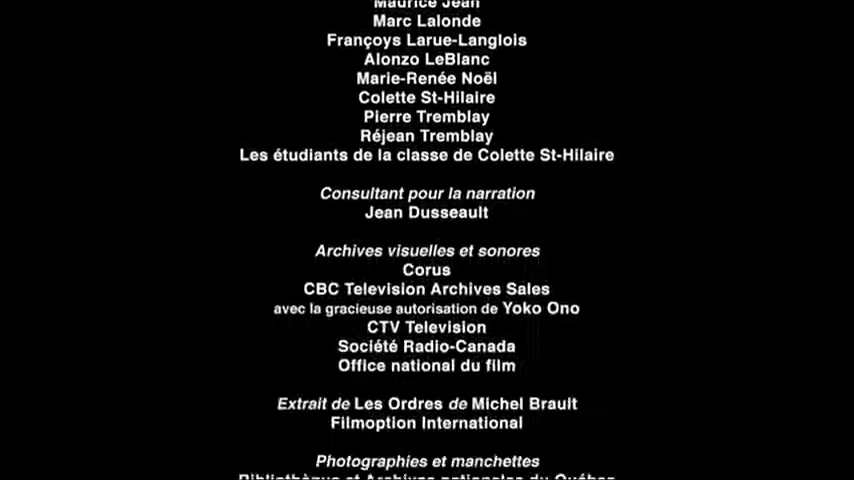 Maurice Jean
Marc Lalonde
Françoys Larue-Langlois
Alonzo LeBlanc
Marie-Renée Noël
Colette St-Hilaire
Pierre Tremblay
Réjean Tremblay
Les étudiants de la classe de Colette St-Hilaire
Consultant pour la narration
Jean Dusseault
Archives visuelles et sonores
Corus
CBC Television Archives Sales
avec la gracieuse autorisation de Yoko Ono
CTV Television
Société Radio-Canada
Office national du film
Extrait de Les Ordres de Michel Brault
Filmoption International
Photographies et manchettes
Bibliothèque et Archives nationales du Québec